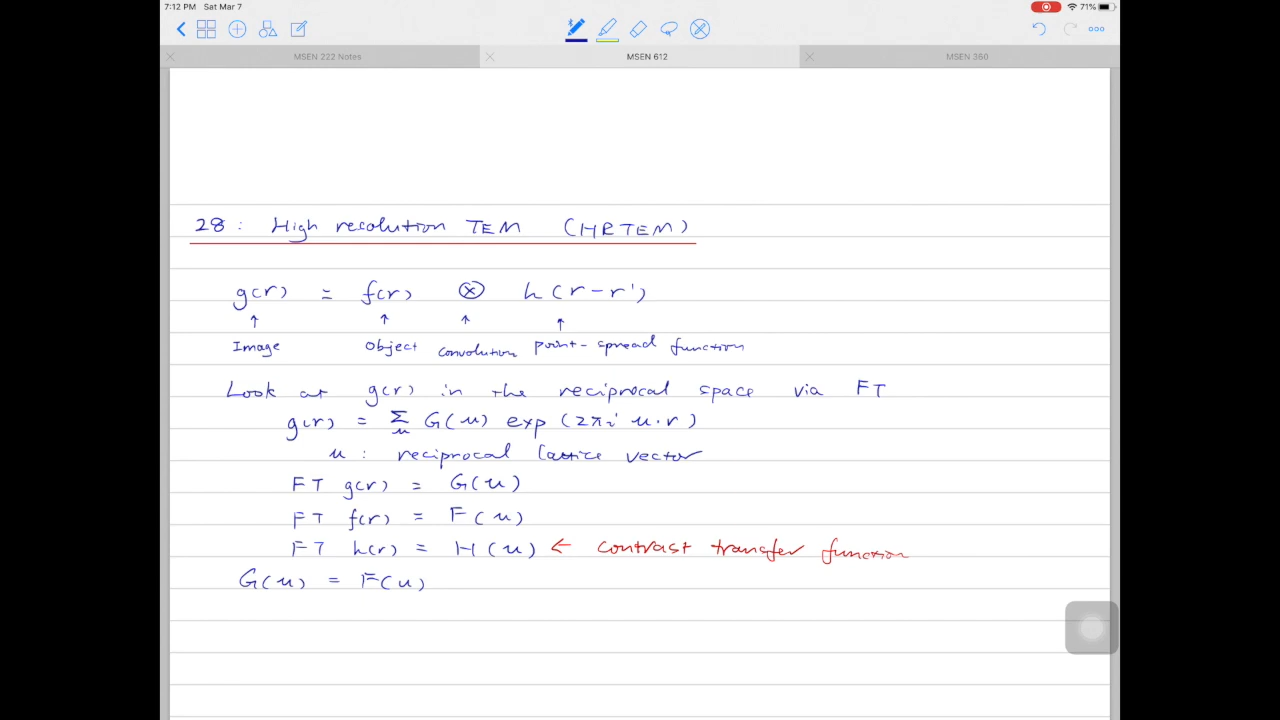 7:12 PM Sat Mar 7 71%
MSEN 222 Notes MSEN 612 MSEN 360
28 : High resolution TEM (HRTEM)
g(r) = f(r) ⊗ h(r-r')
↑ ↑ ↑ ↑
Image Object convolution point-spread function
Look at g(r) in the reciprocal space via FT
g(r) = Σ_u G(u) exp(2πi u·r)
u : reciprocal lattice vector
FT g(r) = G(u)
FT f(r) = F(u)
FT h(r) = H(u) ← contrast transfer function
G(u) = F(u)